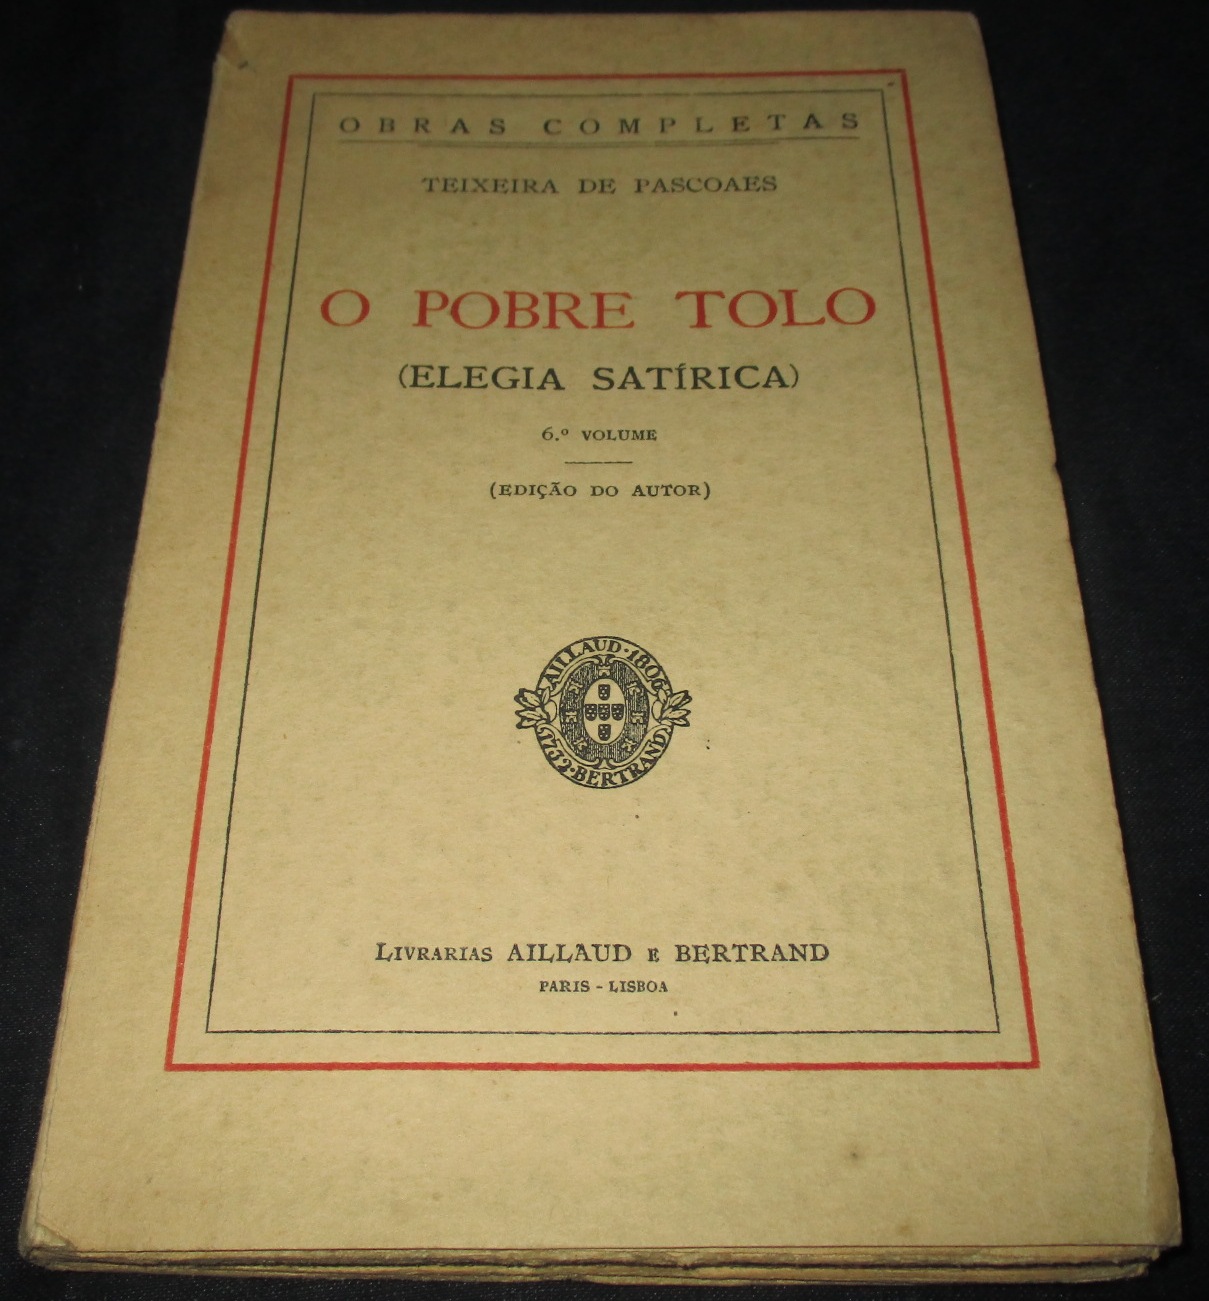 OBRAS COMPLETAS
TEIXEIRA DE PASCOAES
O POBRE TOLO
(ELEGIA SATÍRICA)
6.º VOLUME
(EDIÇÃO DO AUTOR)
AILLAUD·1806
1732·BERTRAND
LIVRARIAS AILLAUD E BERTRAND
PARIS - LISBOA